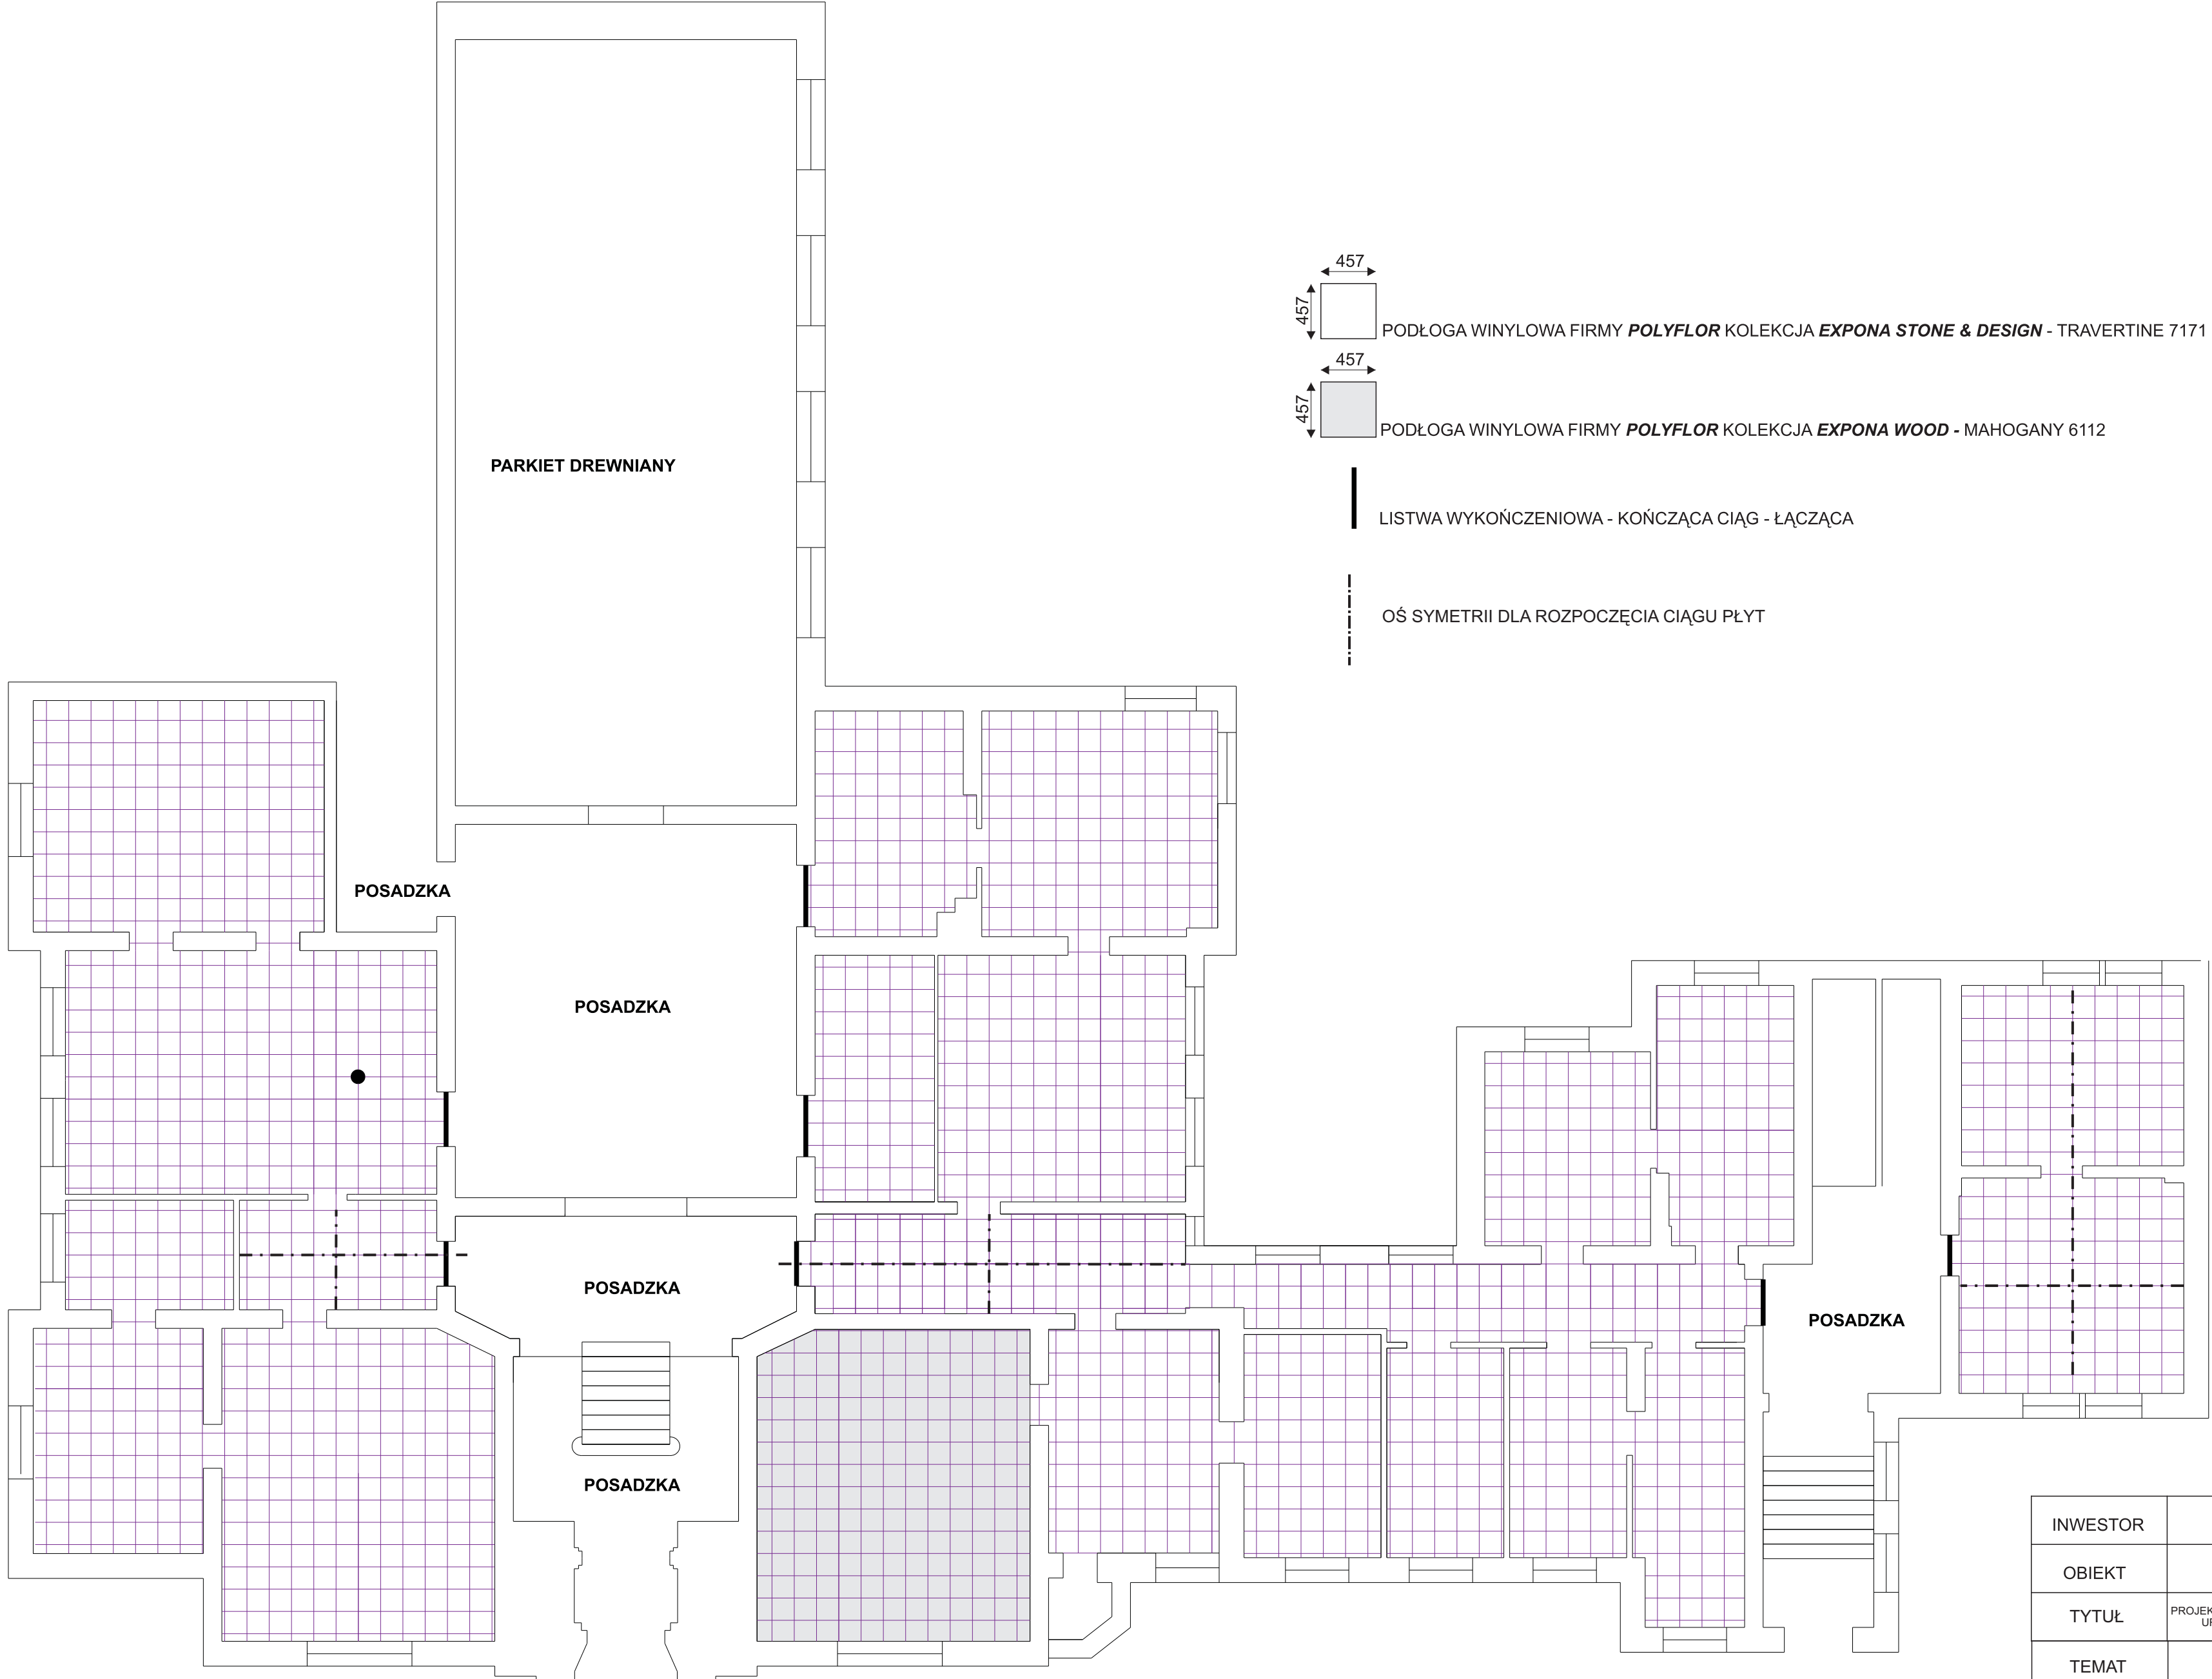 457
457
PODŁOGA WINYLOWA FIRMY POLYFLOR KOLEKCJA EXPONA STONE & DESIGN - TRAVERTINE 7171
457
457
PODŁOGA WINYLOWA FIRMY POLYFLOR KOLEKCJA EXPONA WOOD - MAHOGANY 6112
PARKIET DREWNIANY
LISTWA WYKOŃCZENIOWA - KOŃCZĄCA CIĄG - ŁĄCZĄCA
OŚ SYMETRII DLA ROZPOCZĘCIA CIĄGU PŁYT
POSADZKA
POSADZKA
POSADZKA
POSADZKA
POSADZKA
INWESTOR
OBIEKT
TYTUŁ
PROJEK
UP
TEMAT